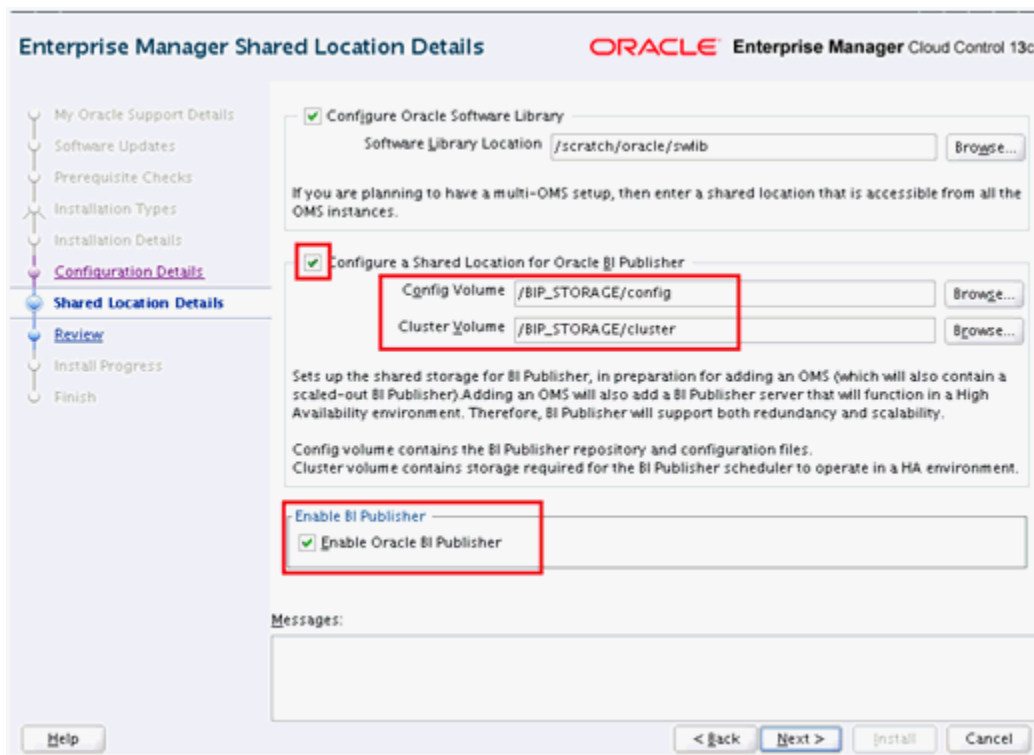 Enterprise Manager Shared Location Details
ORACLE Enterprise Manager Cloud Control 13c
My Oracle Support Details
Software Updates
Prerequisite Checks
Installation Types
Installation Details
Configuration Details
Shared Location Details
Review
Install Progress
Finish
Configure Oracle Software Library
Software Library Location /scratch/oracle/swlib Browse...
If you are planning to have a multi-OMS setup, then enter a shared location that is accessible from all the
OMS instances.
Configure a Shared Location for Oracle BI Publisher
Config Volume /BIP_STORAGE/config Browse...
Cluster Volume /BIP_STORAGE/cluster Browse...
Sets up the shared storage for BI Publisher, in preparation for adding an OMS (which will also contain a
scaled-out BI Publisher).Adding an OMS will also add a BI Publisher server that will function in a High
Availability environment. Therefore, BI Publisher will support both redundancy and scalability.
Config volume contains the BI Publisher repository and configuration files.
Cluster volume contains storage required for the BI Publisher scheduler to operate in a HA environment.
Enable BI Publisher
Enable Oracle BI Publisher
Messages:
Help < Back Next > Install Cancel